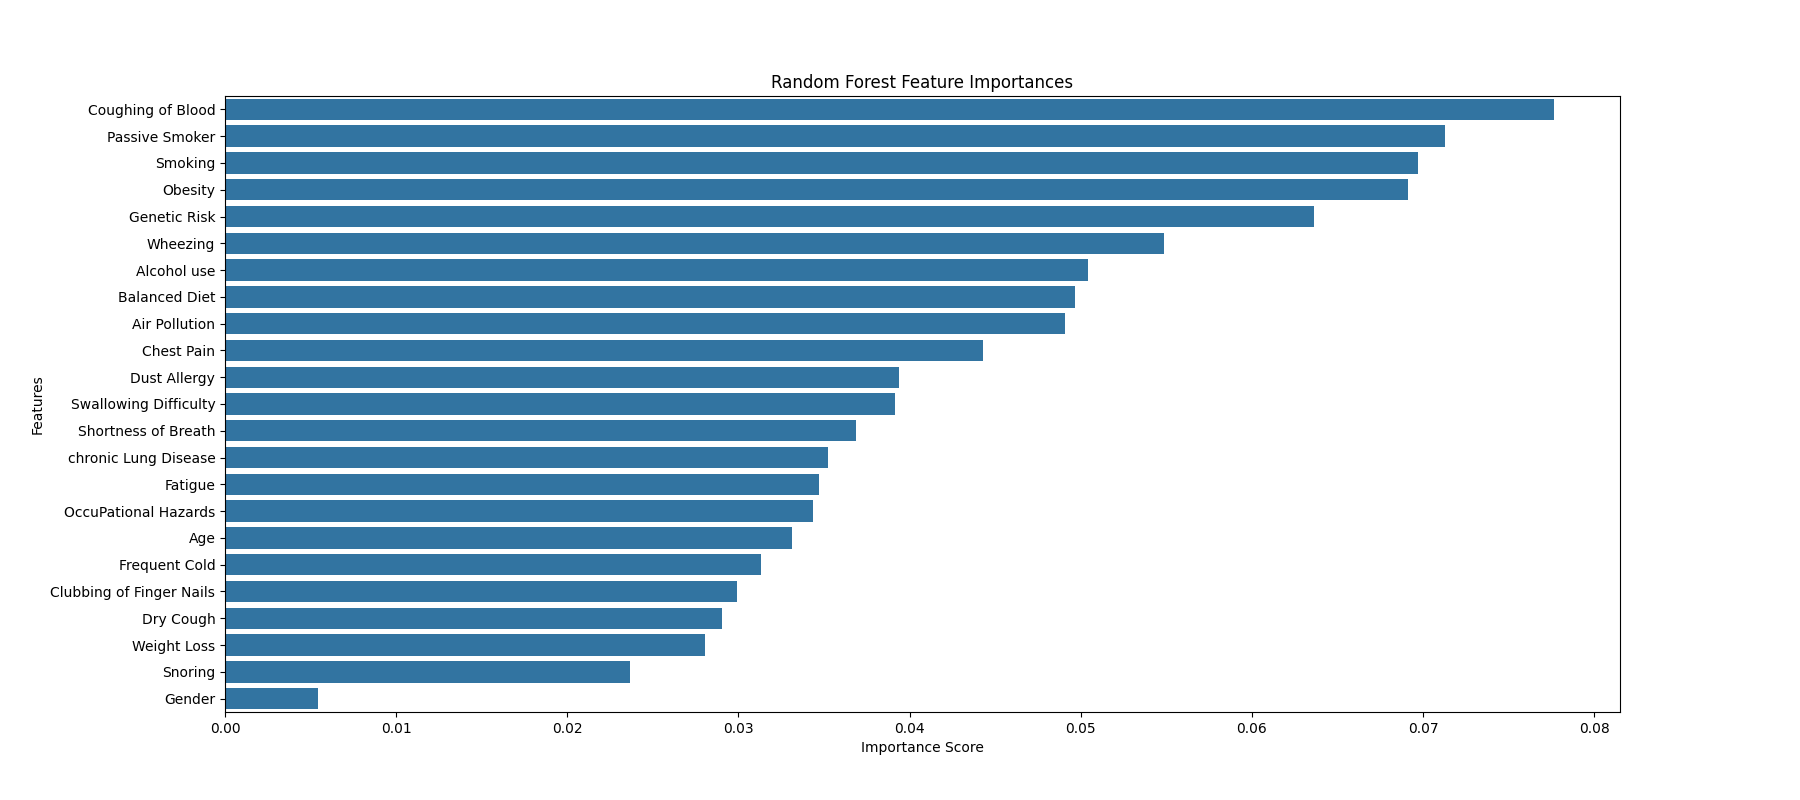 Random Forest Feature Importances
Coughing of Blood
Passive Smoker
Smoking
Obesity
Genetic Risk
Wheezing
Alcohol use
Balanced Diet
Air Pollution
Chest Pain
Dust Allergy
Swallowing Difficulty
Shortness of Breath
chronic Lung Disease
Fatigue
OccuPational Hazards
Age
Frequent Cold
Clubbing of Finger Nails
Dry Cough
Weight Loss
Snoring
Gender
Features
0.00 0.01 0.02 0.03 0.04 0.05 0.06 0.07 0.08
Importance Score